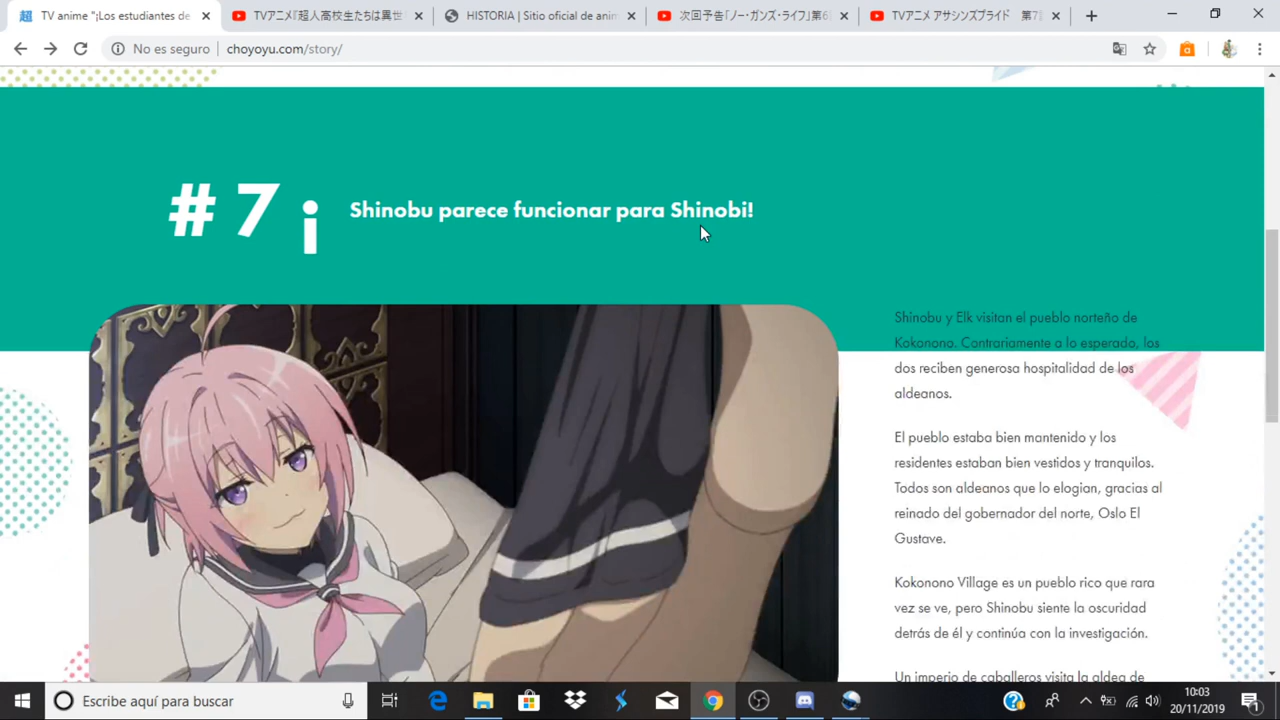 TV anime "¡Los estudiantes de
TVアニメ『超人高校生たちは異世
HISTORIA | Sitio oficial de anim
次回予告「ノー・ガンズ・ライフ」第6
TVアニメ アサシンズプライド 第7
No es seguro
choyoyu.com/story/
# 7 ¡
Shinobu parece funcionar para Shinobi!
Shinobu y Elk visitan el pueblo norteño de
Kokonono. Contrariamente a lo esperado, los
dos reciben generosa hospitalidad de los
aldeanos.
El pueblo estaba bien mantenido y los
residentes estaban bien vestidos y tranquilos.
Todos son aldeanos que lo elogian, gracias al
reinado del gobernador del norte, Oslo El
Gustave.
Kokonono Village es un pueblo rico que rara
vez se ve, pero Shinobu siente la oscuridad
detrás de él y continúa con la investigación.
Un imperio de caballeros visita la aldea de
Escribe aquí para buscar
10:03
20/11/2019